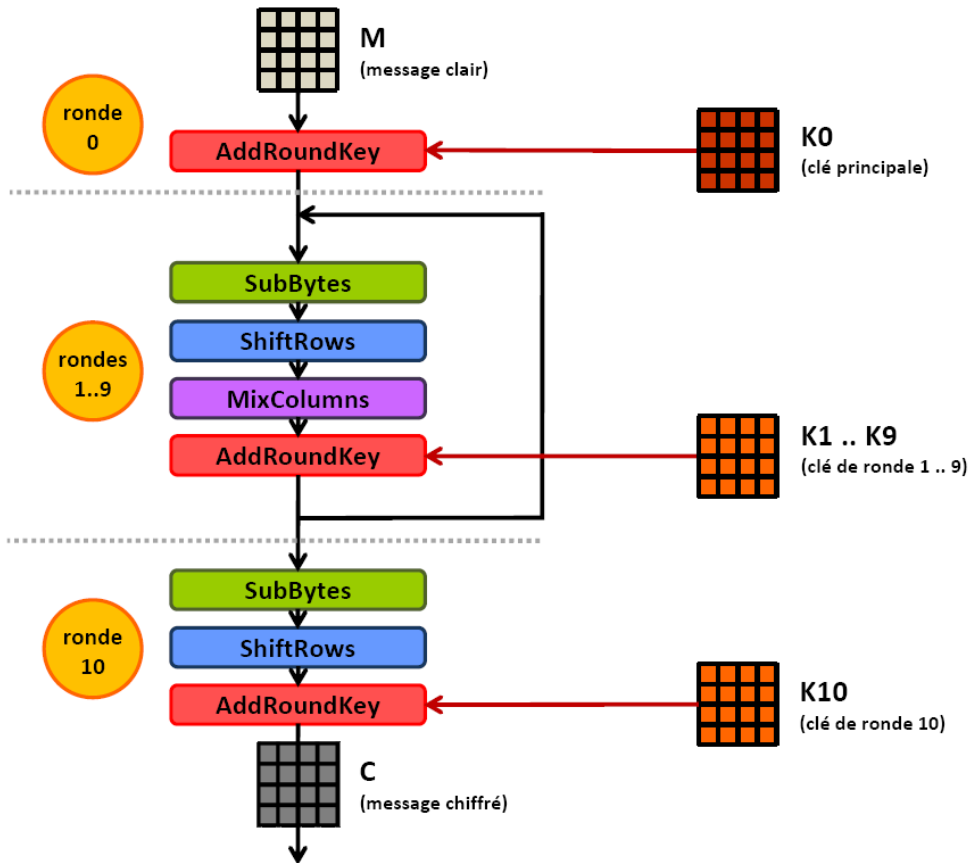 M
(message clair)
ronde
0
AddRoundKey
K0
(clé principale)
SubBytes
ShiftRows
rondes
1..9
MixColumns
AddRoundKey
K1 .. K9
(clé de ronde 1 .. 9)
SubBytes
ronde
10
ShiftRows
AddRoundKey
K10
(clé de ronde 10)
C
(message chiffré)